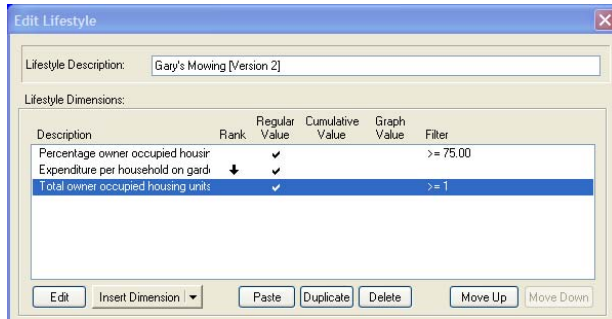 Edit Lifestyle
Lifestyle Description: Gary's Mowing [Version 2]
Lifestyle Dimensions:
Regular Cumulative Graph
Description Rank Value Value Value Filter
Percentage owner occupied housin >= 75.00
Expenditure per household on gard
Total owner occupied housing units >= 1
Edit Insert Dimension Paste Duplicate Delete Move Up Move Down